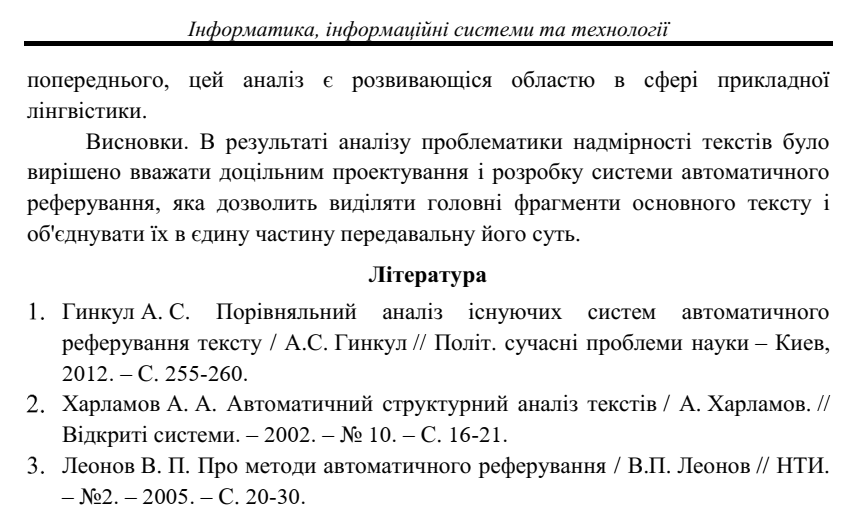 Інформатика, інформаційні системи та технології
попереднього, цей аналіз є розвивающіся областю в сфері прикладної
лінгвістики.
Висновки. В результаті аналізу проблематики надмірності текстів було
вирішено вважати доцільним проектування і розробку системи автоматичного
реферування, яка дозволить виділяти головні фрагменти основного тексту і
об'єднувати їх в єдину частину передавальну його суть.
Література
1. Гинкул А. С. Порівняльний аналіз існуючих систем автоматичного
реферування тексту / А.С. Гинкул // Політ. сучасні проблеми науки – Киев,
2012. – С. 255-260.
2. Харламов А. А. Автоматичний структурний аналіз текстів / А. Харламов. //
Відкриті системи. – 2002. – № 10. – С. 16-21.
3. Леонов В. П. Про методи автоматичного реферування / В.П. Леонов // НТИ.
– №2. – 2005. – С. 20-30.